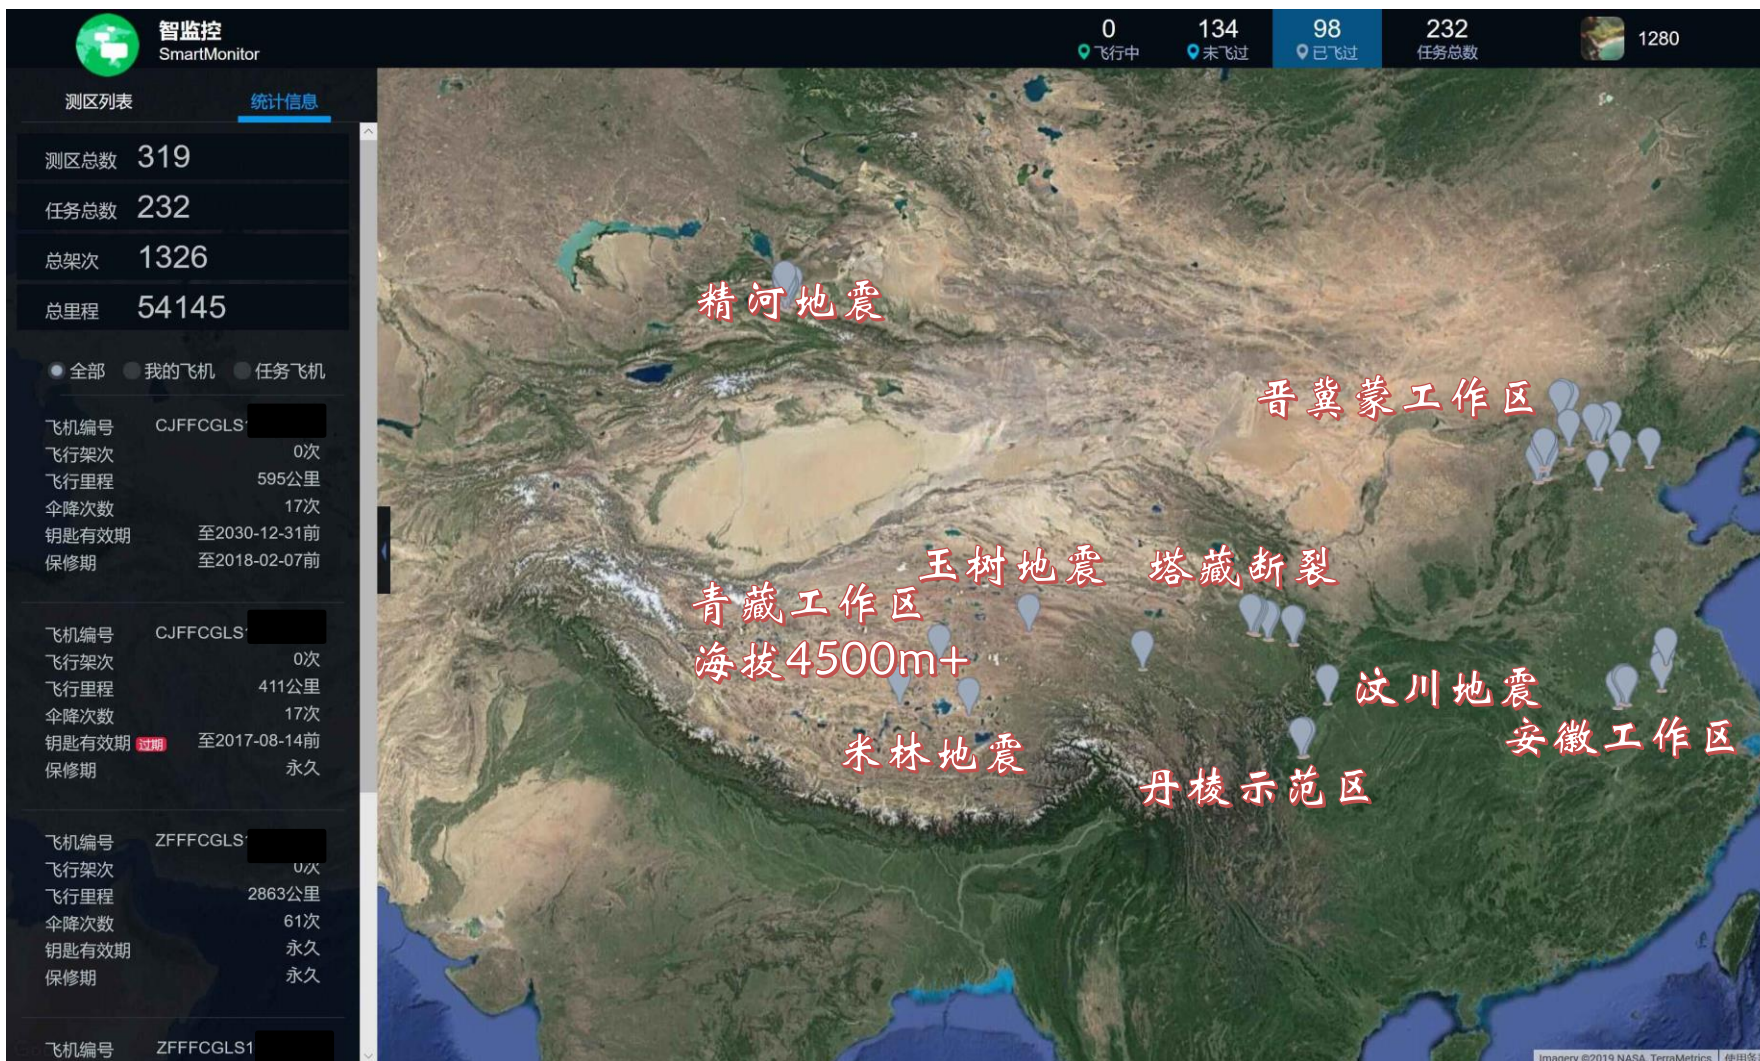 智监控
SmartMonitor
0
飞行中
134
未飞过
98
已飞过
232
任务总数
1280
测区列表
统计信息
测区总数 319
任务总数 232
总架次 1326
总里程 54145
全部 我的飞机 任务飞机
飞机编号 CJFFCGLS
飞行架次 0次
飞行里程 595公里
伞降次数 17次
钥匙有效期 至2030-12-31前
保修期 至2018-02-07前
飞机编号 CJFFCGLS
飞行架次 0次
飞行里程 411公里
伞降次数 17次
钥匙有效期 过期 至2017-08-14前
保修期 永久
飞机编号 ZFFFCGLS
飞行架次 0次
飞行里程 2863公里
伞降次数 61次
钥匙有效期 永久
保修期 永久
飞机编号 ZFFFCGLS1
精河地震
晋冀蒙工作区
玉树地震
塔藏断裂
青藏工作区
海拔4500m+
汶川地震
安徽工作区
米林地震
丹棱示范区
Imagery ©2019 NASA, TerraMetrics